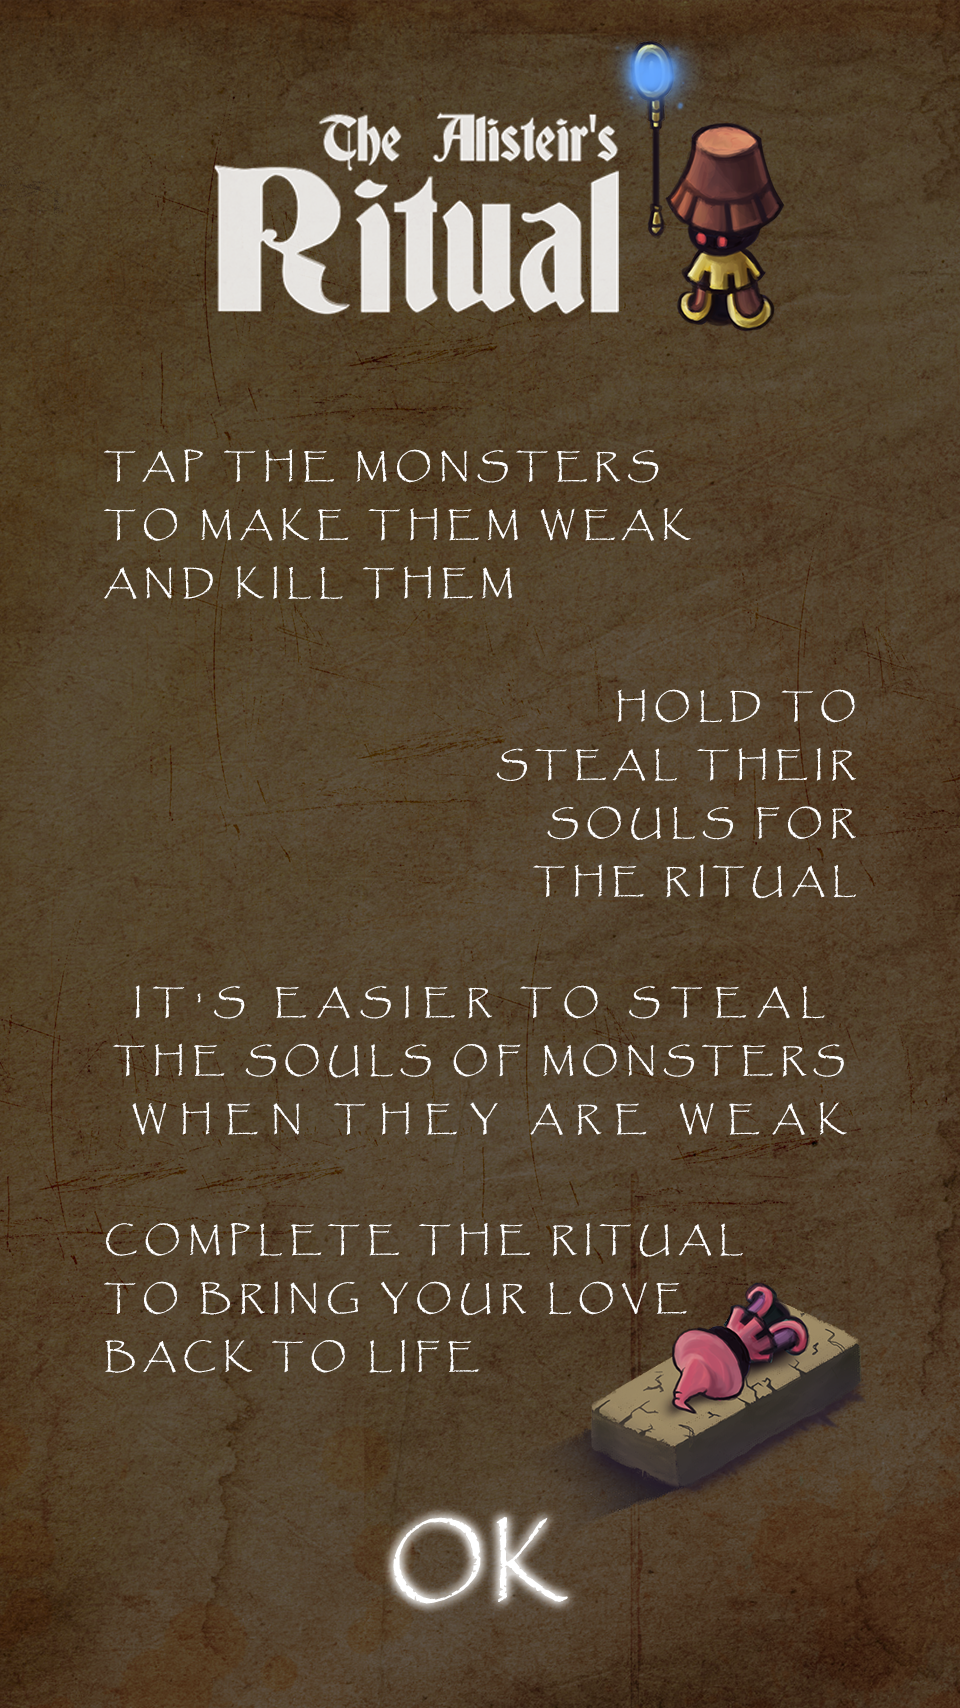 The Alisteir's
Ritual
TAP THE MONSTERS
TO MAKE THEM WEAK
AND KILL THEM
HOLD TO
STEAL THEIR
SOULS FOR
THE RITUAL
IT'S EASIER TO STEAL
THE SOULS OF MONSTERS
WHEN THEY ARE WEAK
COMPLETE THE RITUAL
TO BRING YOUR LOVE
BACK TO LIFE
OK